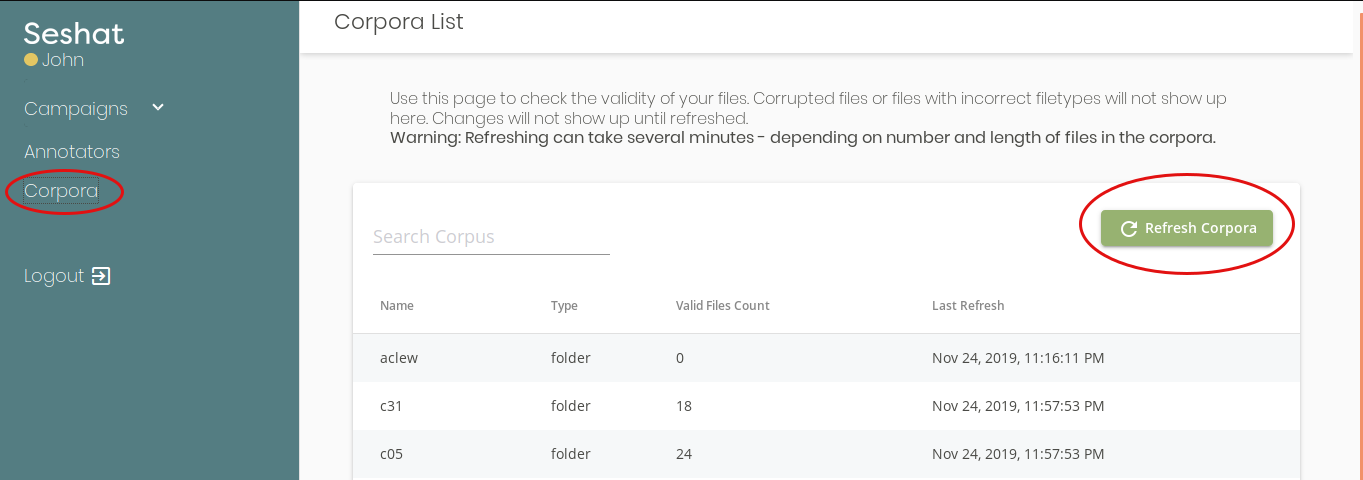 Seshat
John
Campaigns
Annotators
Corpora
Logout
Corpora List
Use this page to check the validity of your files. Corrupted files or files with incorrect filetypes will not show up
here. Changes will not show up until refreshed.
Warning: Refreshing can take several minutes - depending on number and length of files in the corpora.
Search Corpus
Refresh Corpora
Name Type Valid Files Count Last Refresh
aclew folder 0 Nov 24, 2019, 11:16:11 PM
c31 folder 18 Nov 24, 2019, 11:57:53 PM
c05 folder 24 Nov 24, 2019, 11:57:53 PM